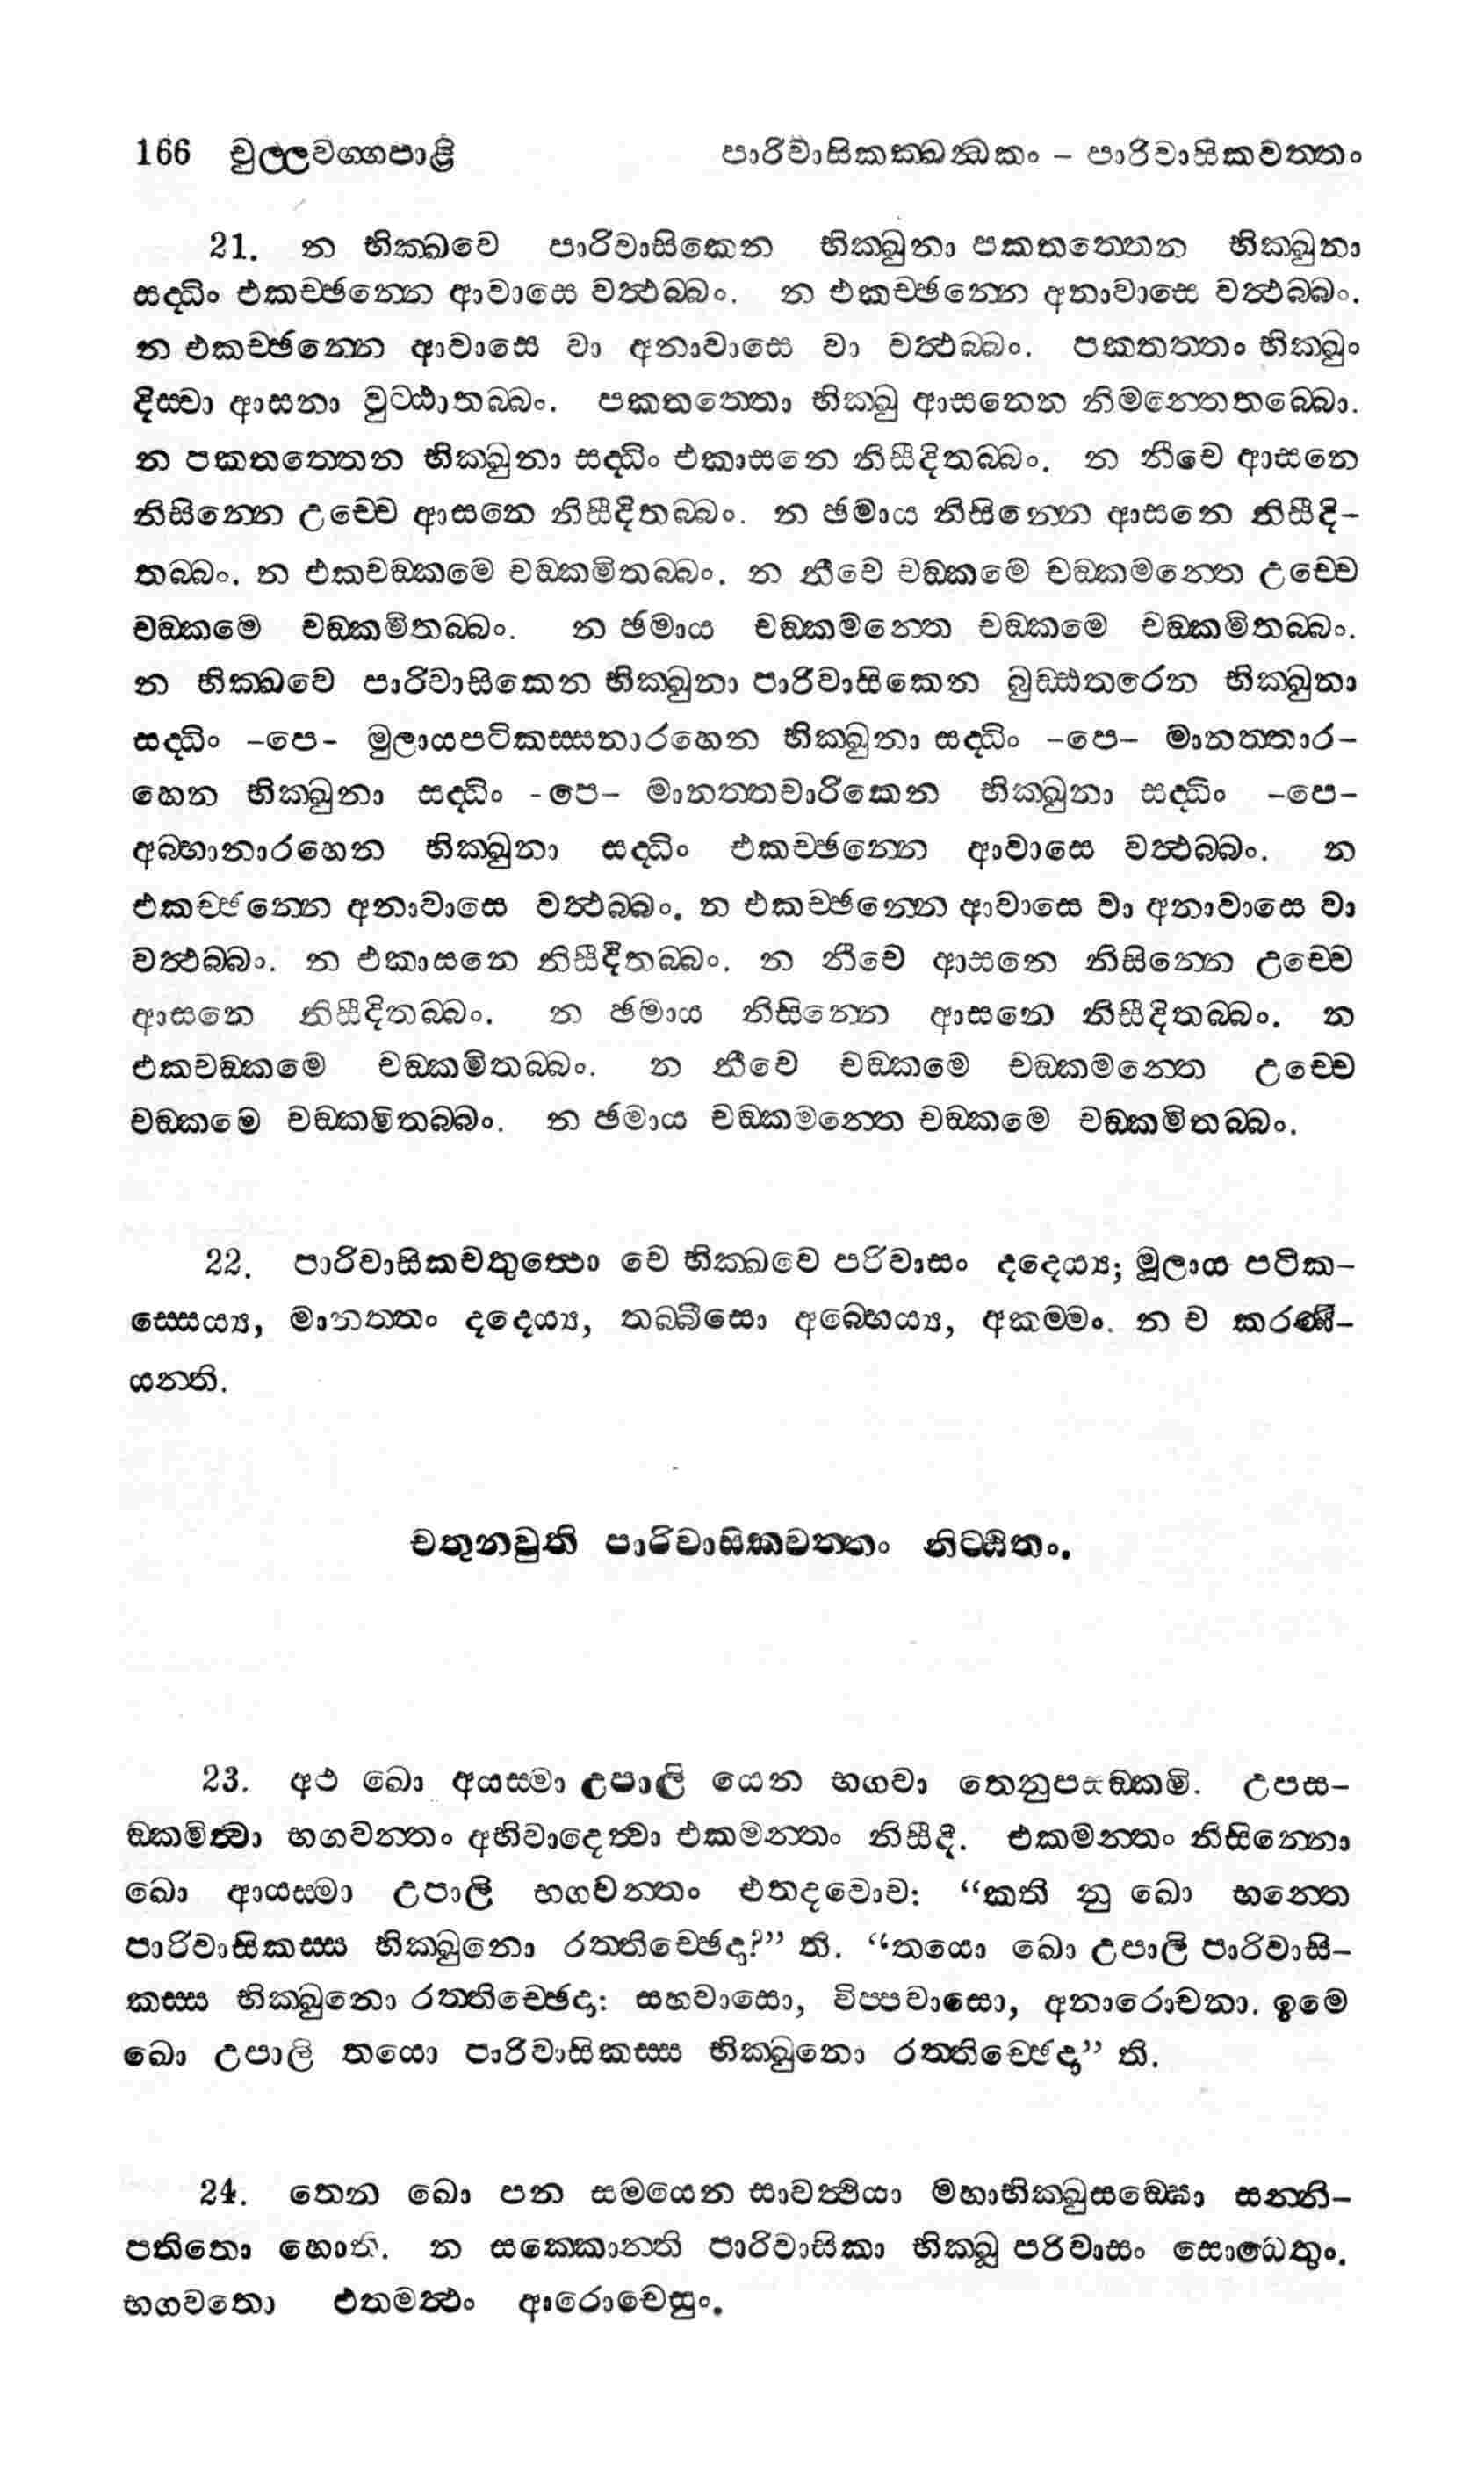 166 චුල්ලවග්ගපාළි පාරිවාසිකක්ඛන්ධකං – පාරිවාසිකවත්තං
21. න භික්ඛවෙ පාරිවාසිකෙන භික්ඛුනා පකතත්තෙන භික්ඛුනා
සද්ධිං එකච්ඡන්නෙ ආවාසෙ වත්ථබ්බං. න එකච්ඡන්නෙ අනාවාසෙ වත්ථබ්බං.
න එකච්ඡන්නෙ ආවාසෙ වා අනාවාසෙ වා වත්ථබ්බං. පකතත්තං භික්ඛුං
දිස්වා ආසනා වුට්ඨාතබ්බං. පකතත්තො භික්ඛු ආසනෙන නිමන්තෙතබ්බො.
න පකතත්තෙන භික්ඛුනා සද්ධිං එකාසනෙ නිසීදිතබ්බං. න නීචෙ ආසනෙ
නිසින්නෙ උච්චෙ ආසනෙ නිසීදිතබ්බං. න ඡමාය නිසින්නෙ ආසනෙ නිසීදි-
තබ්බං. න එකචඞ්කමෙ චඞ්කමිතබ්බං. න නීචෙ චඞ්කමෙ චඞ්කමන්තෙ උච්චෙ
චඞ්කමෙ චඞ්කමිතබ්බං. න ඡමාය චඞ්කමන්තෙ චඞ්කමෙ චඞ්කමිතබ්බං.
න භික්ඛවෙ පාරිවාසිකෙන භික්ඛුනා පාරිවාසිකෙන බුඩ්ඪතරෙන භික්ඛුනා
සද්ධිං -පෙ- මූලායපටිකස්සනාරහෙන භික්ඛුනා සද්ධිං -පෙ- මානත්තාර-
හෙන භික්ඛුනා සද්ධිං -පෙ- මානත්තචාරිකෙන භික්ඛුනා සද්ධිං -පෙ-
අබ්භානාරහෙන භික්ඛුනා සද්ධිං එකච්ඡන්නෙ ආවාසෙ වත්ථබ්බං. න
එකච්ඡන්නෙ අනාවාසෙ වත්ථබ්බං. න එකච්ඡන්නෙ ආවාසෙ වා අනාවාසෙ වා
වත්ථබ්බං. න එකාසනෙ නිසීදිතබ්බං. න නීචෙ ආසනෙ නිසින්නෙ උච්චෙ
ආසනෙ නිසීදිතබ්බං. න ඡමාය නිසින්නෙ ආසනෙ නිසීදිතබ්බං. න
එකචඞ්කමෙ චඞ්කමිතබ්බං. න නීචෙ චඞ්කමෙ චඞ්කමන්තෙ උච්චෙ
චඞ්කමෙ චඞ්කමිතබ්බං. න ඡමාය චඞ්කමන්තෙ චඞ්කමෙ චඞ්කමිතබ්බං.
22. පාරිවාසිකචතුත්ථො චෙ භික්ඛවෙ පරිවාසං දදෙය්‍ය; මූලාය පටික-
ස්සෙය්‍ය, මානත්තං දදෙය්‍ය, තබ්බීසො අබ්භෙය්‍ය, අකම්මං. න ච කරණී-
යන්ති.
චතුනවුති පාරිවාසිකවත්තං නිට්ඨිතං.
23. අථ ඛො අයස්මා උපාලි යෙන භගවා තෙනුපසඞ්කමි. උපස-
ඞ්කමිත්වා භගවන්තං අභිවාදෙත්වා එකමන්තං නිසීදි. එකමන්තං නිසින්නො
ඛො ආයස්මා උපාලි භගවන්තං එතදවොච: “කති නු ඛො භන්තෙ
පාරිවාසිකස්ස භික්ඛුනො රත්තිච්ඡෙදා?” ති. “තයො ඛො උපාලි පාරිවාසි-
කස්ස භික්ඛුනො රත්තිච්ඡෙදා: සහවාසො, විප්පවාසො, අනාරොචනා. ඉමෙ
ඛො උපාලි තයො පාරිවාසිකස්ස භික්ඛුනො රත්තිච්ඡෙදා” ති.
24. තෙන ඛො පන සමයෙන සාවත්ථියා මහාභික්ඛුසඞ්ඝො සන්නි-
පතිතො හොති. න සක්කොන්ති පාරිවාසිකා භික්ඛූ පරිවාසං සොධෙතුං.
භගවතො එතමත්ථං ආරොචෙසුං.